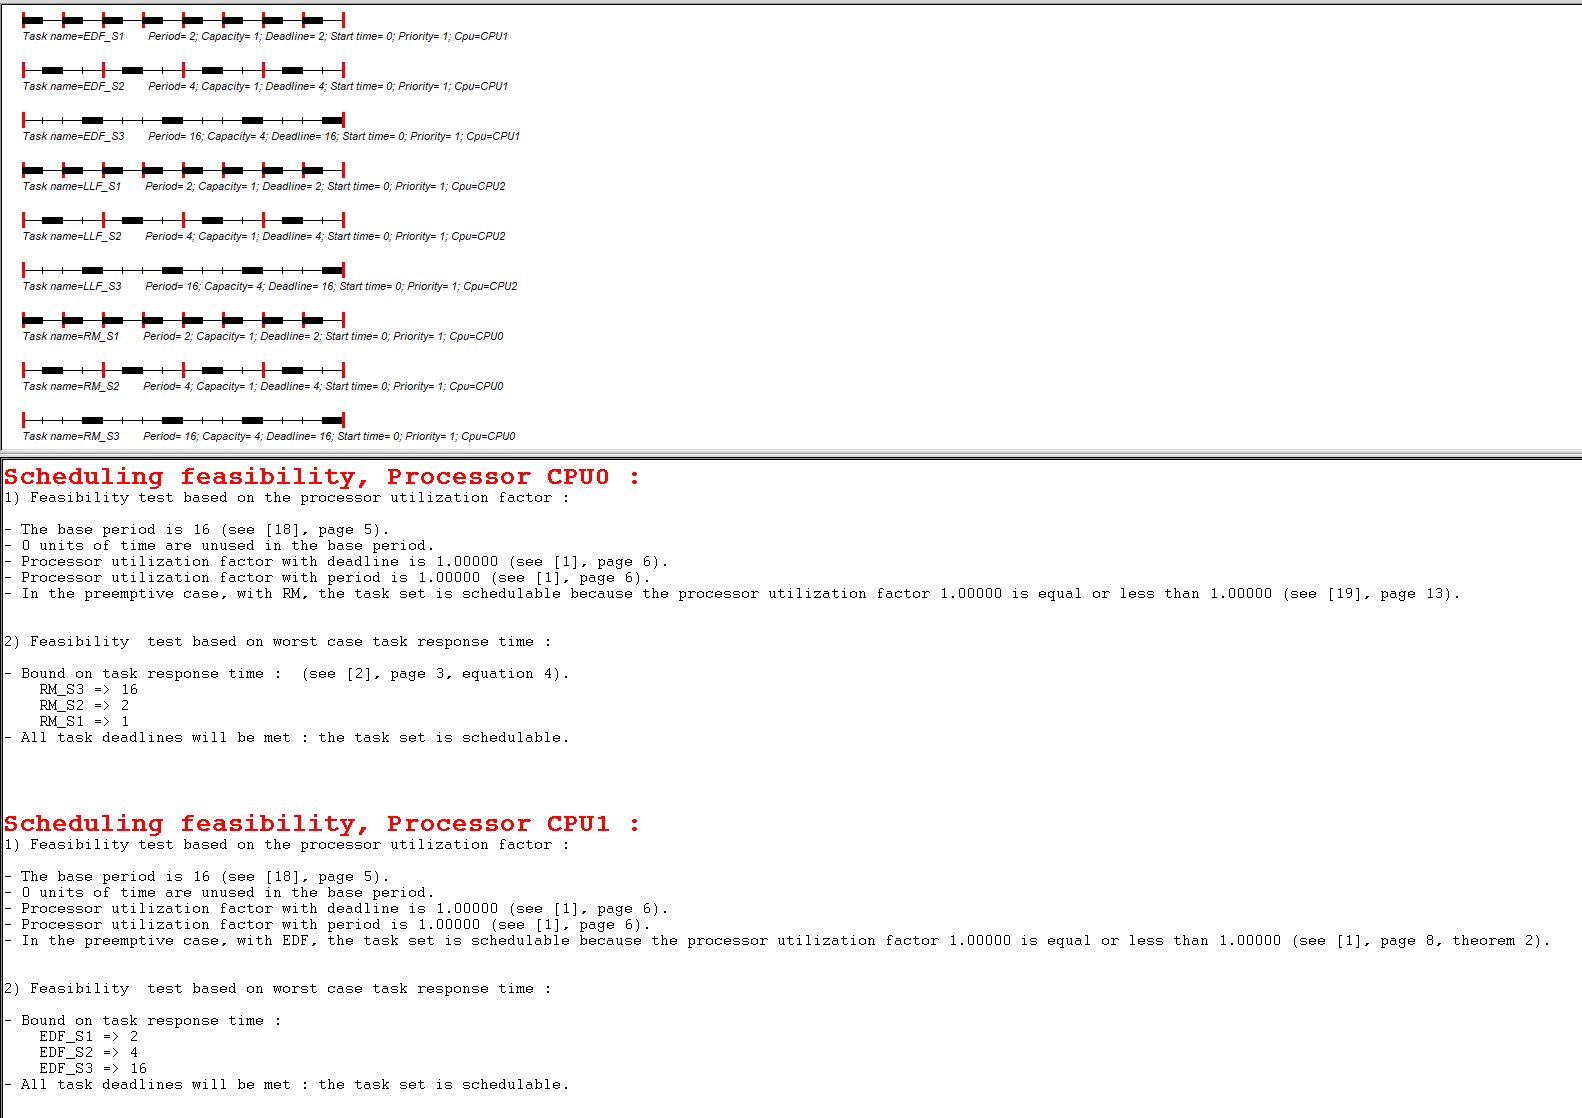 Task name=EDF_S1 Period= 2; Capacity= 1; Deadline= 2; Start time= 0; Priority= 1; Cpu=CPU1
Task name=EDF_S2 Period= 4; Capacity= 1; Deadline= 4; Start time= 0; Priority= 1; Cpu=CPU1
Task name=EDF_S3 Period= 16; Capacity= 4; Deadline= 16; Start time= 0; Priority= 1; Cpu=CPU1
Task name=LLF_S1 Period= 2; Capacity= 1; Deadline= 2; Start time= 0; Priority= 1; Cpu=CPU2
Task name=LLF_S2 Period= 4; Capacity= 1; Deadline= 4; Start time= 0; Priority= 1; Cpu=CPU2
Task name=LLF_S3 Period= 16; Capacity= 4; Deadline= 16; Start time= 0; Priority= 1; Cpu=CPU2
Task name=RM_S1 Period= 2; Capacity= 1; Deadline= 2; Start time= 0; Priority= 1; Cpu=CPU0
Task name=RM_S2 Period= 4; Capacity= 1; Deadline= 4; Start time= 0; Priority= 1; Cpu=CPU0
Task name=RM_S3 Period= 16; Capacity= 4; Deadline= 16; Start time= 0; Priority= 1; Cpu=CPU0
Scheduling feasibility, Processor CPU0 :
1) Feasibility test based on the processor utilization factor :
- The base period is 16 (see [18], page 5).
- 0 units of time are unused in the base period.
- Processor utilization factor with deadline is 1.00000 (see [1], page 6).
- Processor utilization factor with period is 1.00000 (see [1], page 6).
- In the preemptive case, with RM, the task set is schedulable because the processor utilization factor 1.00000 is equal or less than 1.00000 (see [19], page 13).
2) Feasibility test based on worst case task response time :
- Bound on task response time : (see [2], page 3, equation 4).
RM_S3 => 16
RM_S2 => 2
RM_S1 => 1
- All task deadlines will be met : the task set is schedulable.
Scheduling feasibility, Processor CPU1 :
1) Feasibility test based on the processor utilization factor :
- The base period is 16 (see [18], page 5).
- 0 units of time are unused in the base period.
- Processor utilization factor with deadline is 1.00000 (see [1], page 6).
- Processor utilization factor with period is 1.00000 (see [1], page 6).
- In the preemptive case, with EDF, the task set is schedulable because the processor utilization factor 1.00000 is equal or less than 1.00000 (see [1], page 8, theorem 2).
2) Feasibility test based on worst case task response time :
- Bound on task response time :
EDF_S1 => 2
EDF_S2 => 4
EDF_S3 => 16
- All task deadlines will be met : the task set is schedulable.